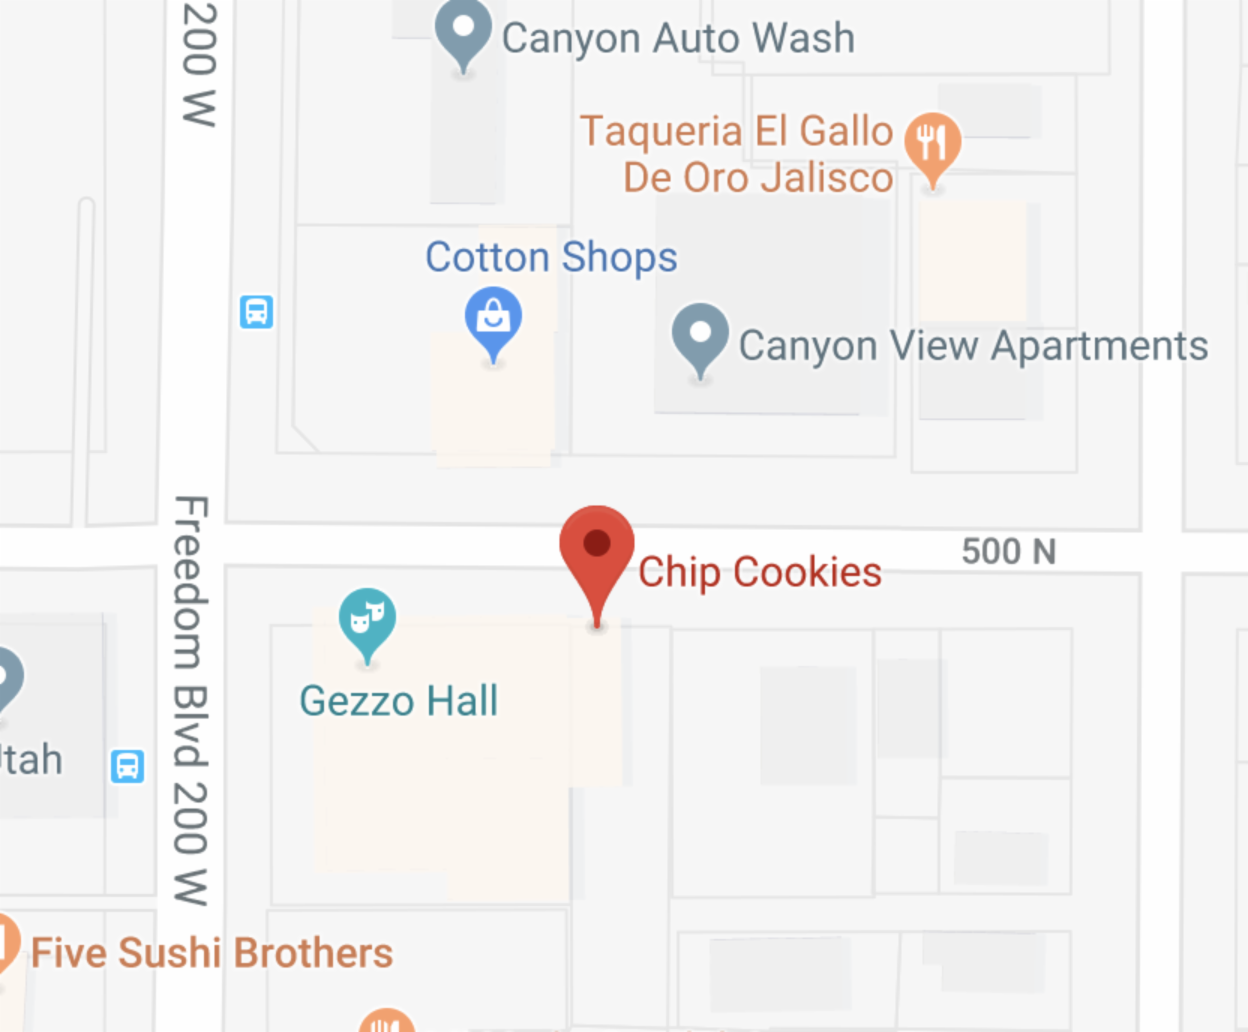 200 W
Canyon Auto Wash
Taqueria El Gallo
De Oro Jalisco
Cotton Shops
Canyon View Apartments
500 N
Chip Cookies
Freedom Blvd 200 W
Gezzo Hall
Five Sushi Brothers